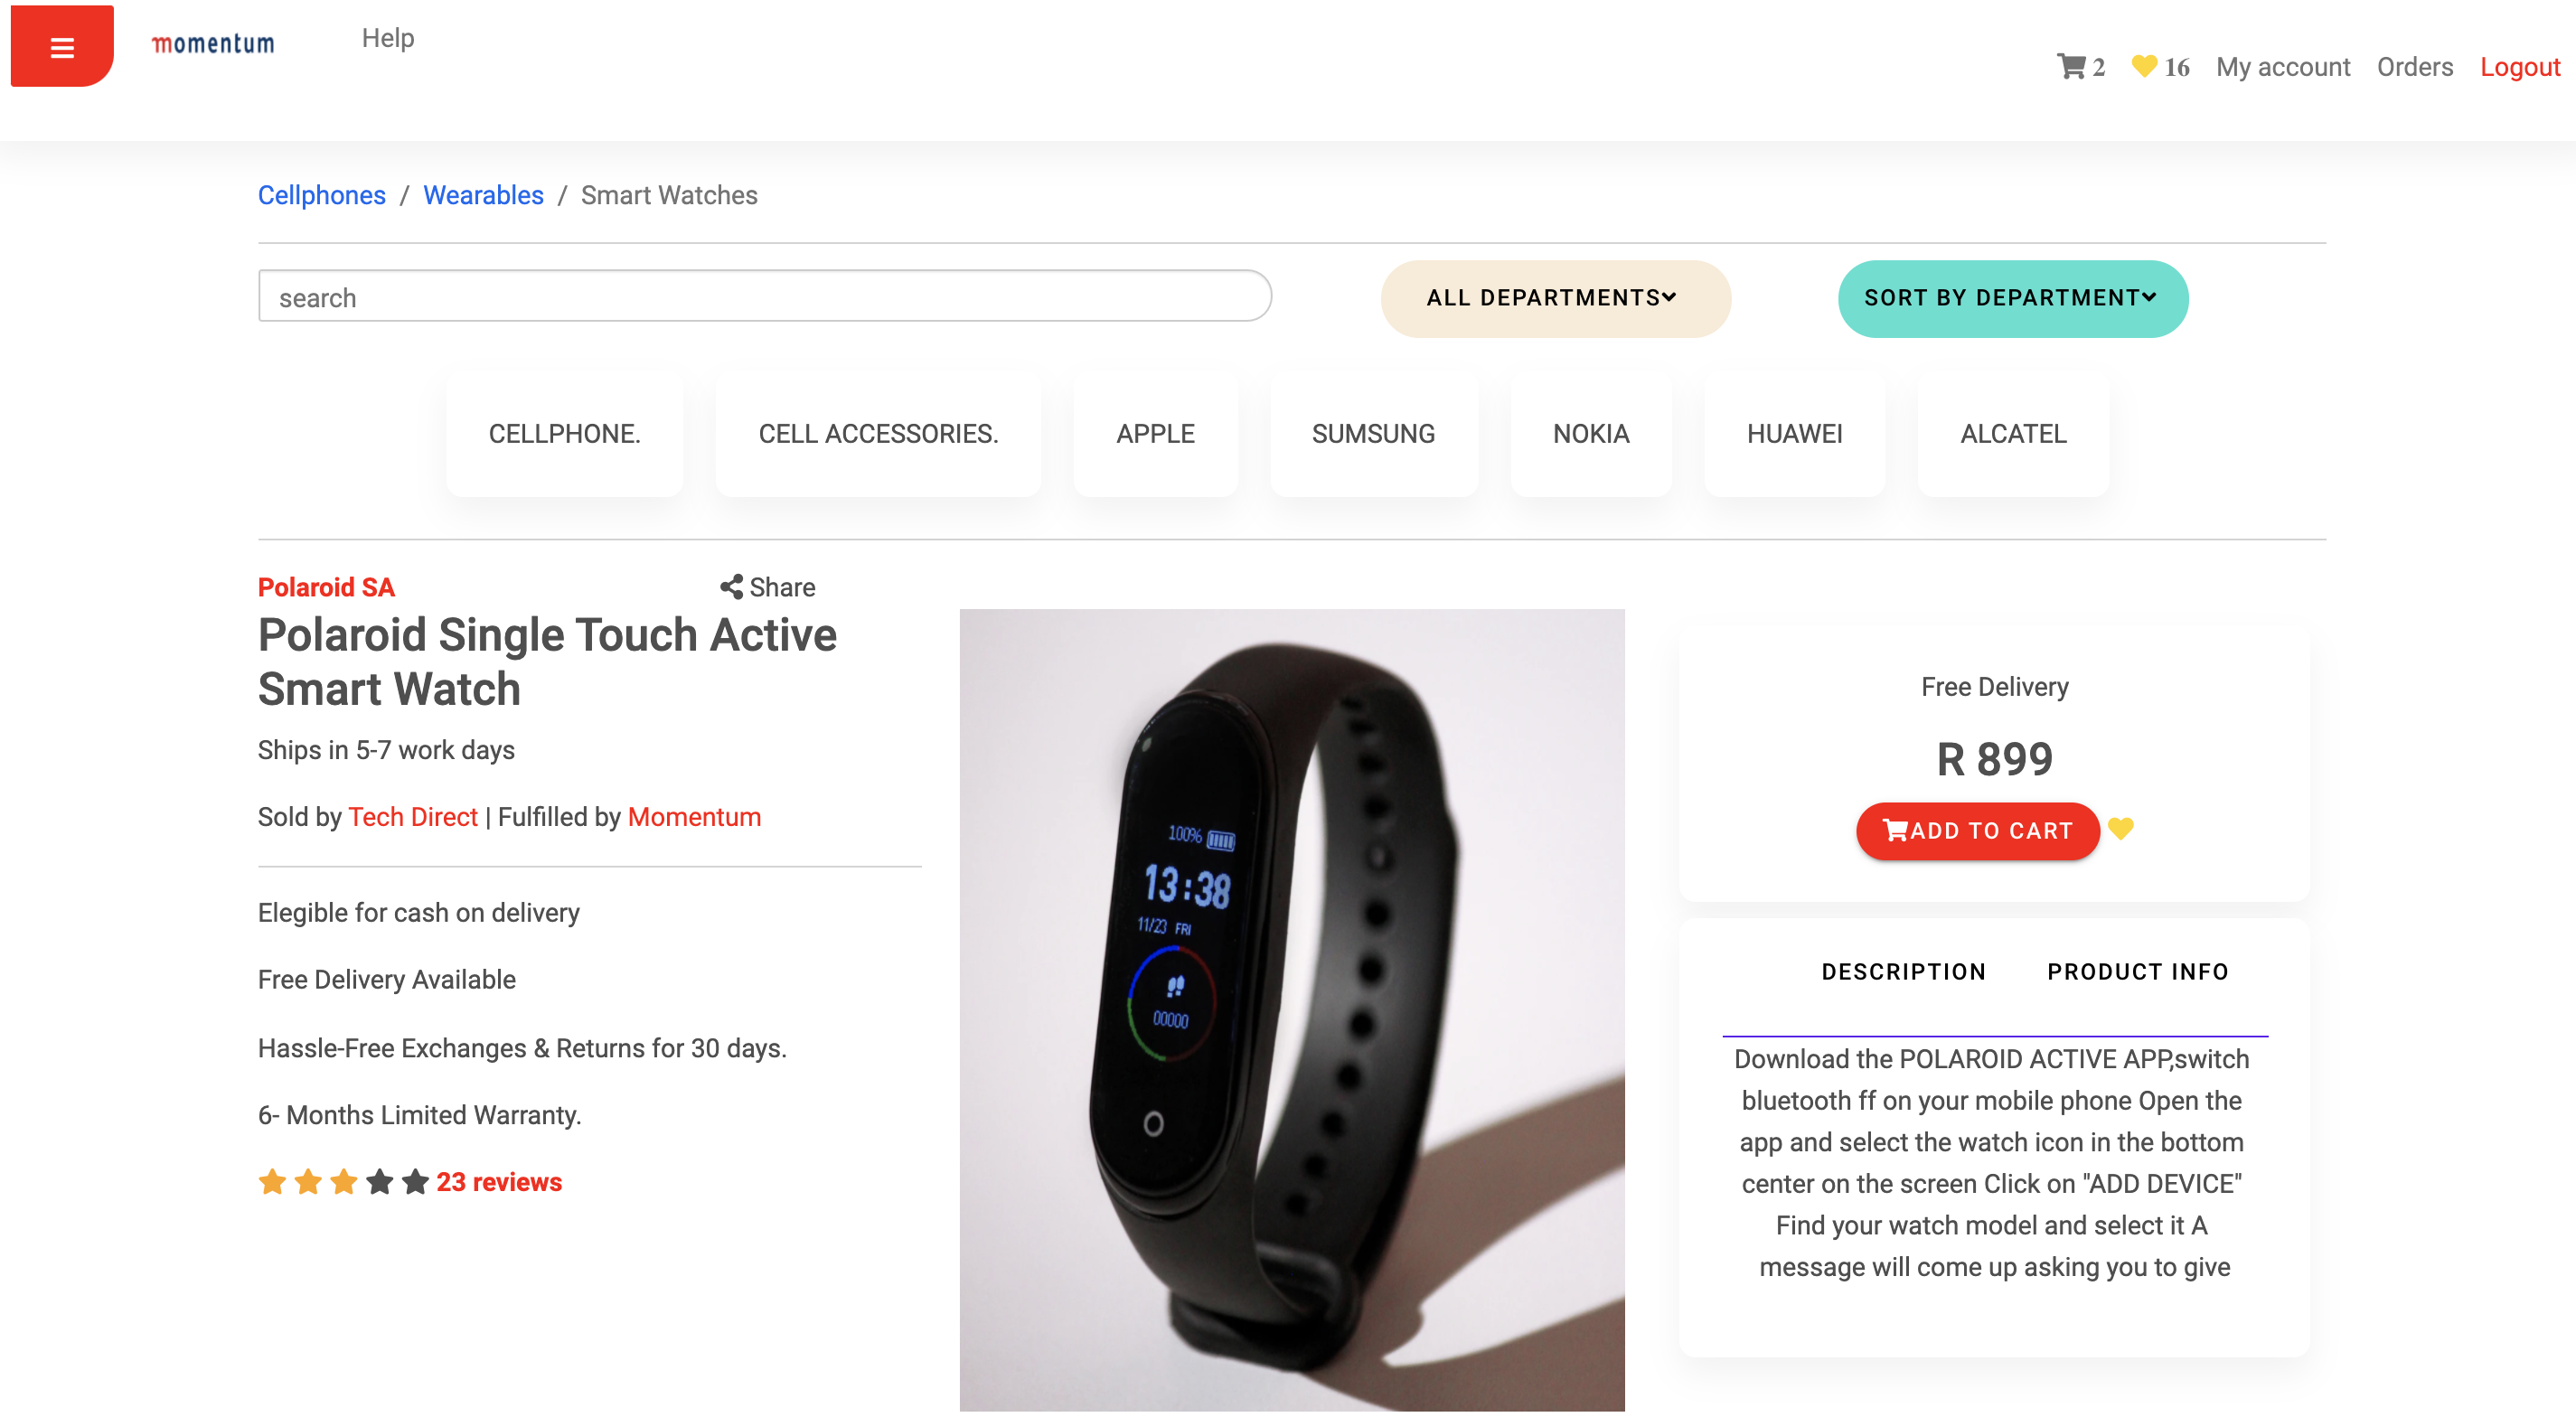 momentum
Help
2 16 My account Orders Logout
Cellphones / Wearables / Smart Watches
search
ALL DEPARTMENTS
SORT BY DEPARTMENT
CELLPHONE.
CELL ACCESSORIES.
APPLE
SUMSUNG
NOKIA
HUAWEI
ALCATEL
Polaroid SA
Share
Polaroid Single Touch Active
Smart Watch
Ships in 5-7 work days
Sold by Tech Direct | Fulfilled by Momentum
Elegible for cash on delivery
Free Delivery Available
Hassle-Free Exchanges & Returns for 30 days.
6- Months Limited Warranty.
23 reviews
100%
13:38
11/23 FRI
00000
Free Delivery
R 899
ADD TO CART
DESCRIPTION
PRODUCT INFO
Download the POLAROID ACTIVE APP,switch
bluetooth ff on your mobile phone Open the
app and select the watch icon in the bottom
center on the screen Click on "ADD DEVICE"
Find your watch model and select it A
message will come up asking you to give